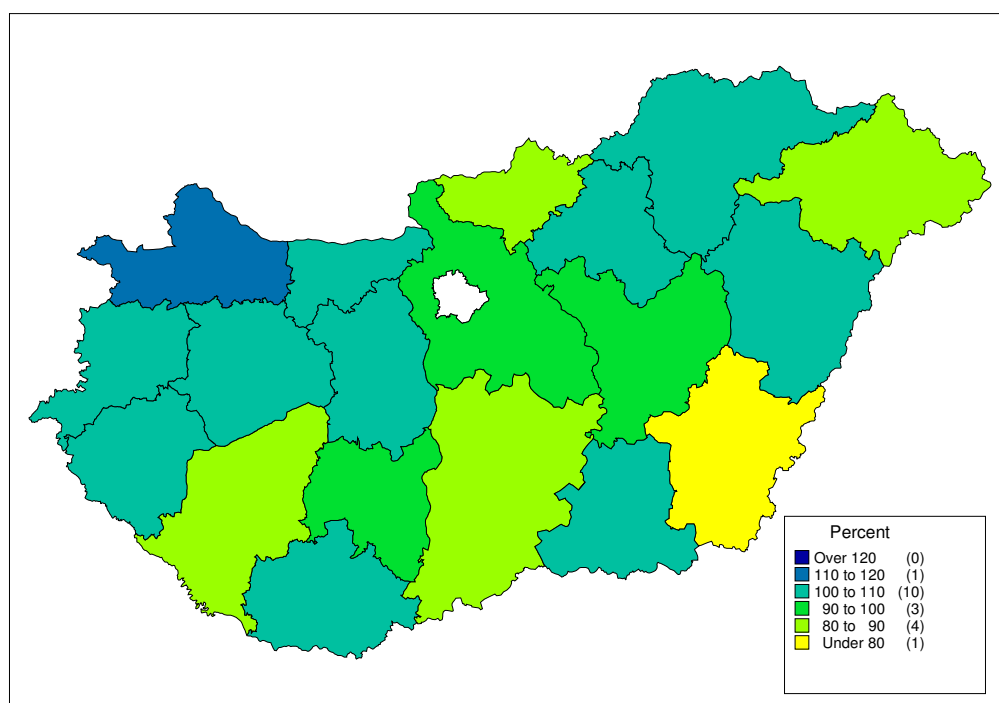 Percent
Over 120 (0)
110 to 120 (1)
100 to 110 (10)
90 to 100 (3)
80 to 90 (4)
Under 80 (1)